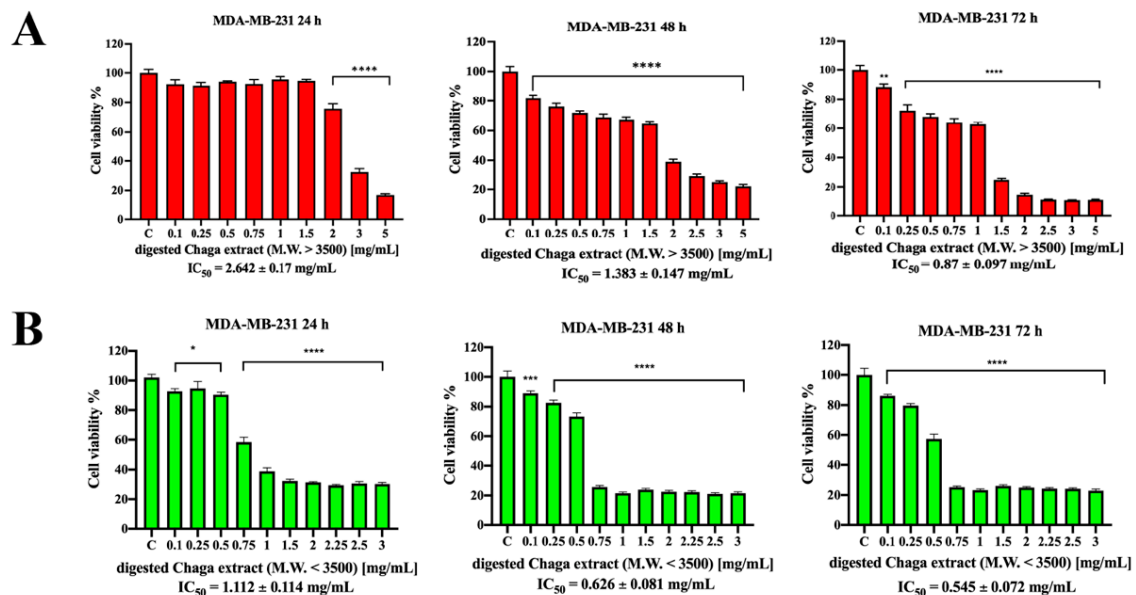 A
MDA-MB-231 24 h
Cell viability %
120
100
80
60
40
20
0
****
C 0.1 0.25 0.5 0.75 1 1.5 2 3 5
digested Chaga extract (M.W. > 3500) [mg/mL]
IC50 = 2.642 ± 0.17 mg/mL
MDA-MB-231 48 h
Cell viability %
120
100
80
60
40
20
0
****
C 0.1 0.25 0.5 0.75 1 1.5 2 2.5 3 5
digested Chaga extract (M.W. > 3500) [mg/mL]
IC50 = 1.383 ± 0.147 mg/mL
MDA-MB-231 72 h
Cell viability %
120
100
80
60
40
20
0
** ****
C 0.1 0.25 0.5 0.75 1 1.5 2 2.5 3 5
digested Chaga extract (M.W. > 3500) [mg/mL]
IC50 = 0.87 ± 0.097 mg/mL
B
MDA-MB-231 24 h
Cell viability %
120
100
80
60
40
20
0
* ****
C 0.1 0.25 0.5 0.75 1 1.5 2 2.25 2.5 3
digested Chaga extract (M.W. < 3500) [mg/mL]
IC50 = 1.112 ± 0.114 mg/mL
MDA-MB-231 48 h
Cell viability %
120
100
80
60
40
20
0
*** ****
C 0.1 0.25 0.5 0.75 1 1.5 2 2.25 2.5 3
digested Chaga extract (M.W. < 3500) [mg/mL]
IC50 = 0.626 ± 0.081 mg/mL
MDA-MB-231 72 h
Cell viability %
120
100
80
60
40
20
0
****
C 0.1 0.25 0.5 0.75 1 1.5 2 2.25 2.5 3
digested Chaga extract (M.W. < 3500) [mg/mL]
IC50 = 0.545 ± 0.072 mg/mL